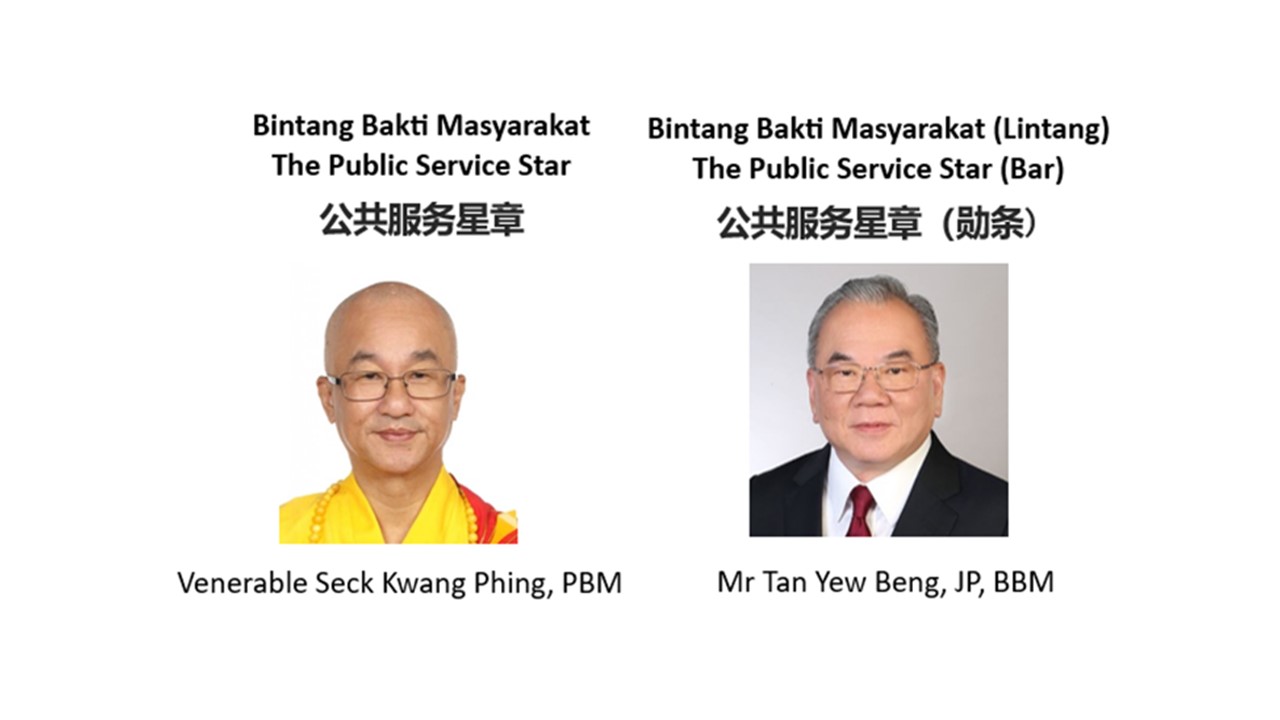 Bintang Bakti Masyarakat
The Public Service Star
公共服务星章
Venerable Seck Kwang Phing, PBM
Bintang Bakti Masyarakat (Lintang)
The Public Service Star (Bar)
公共服务星章（勋条）
Mr Tan Yew Beng, JP, BBM